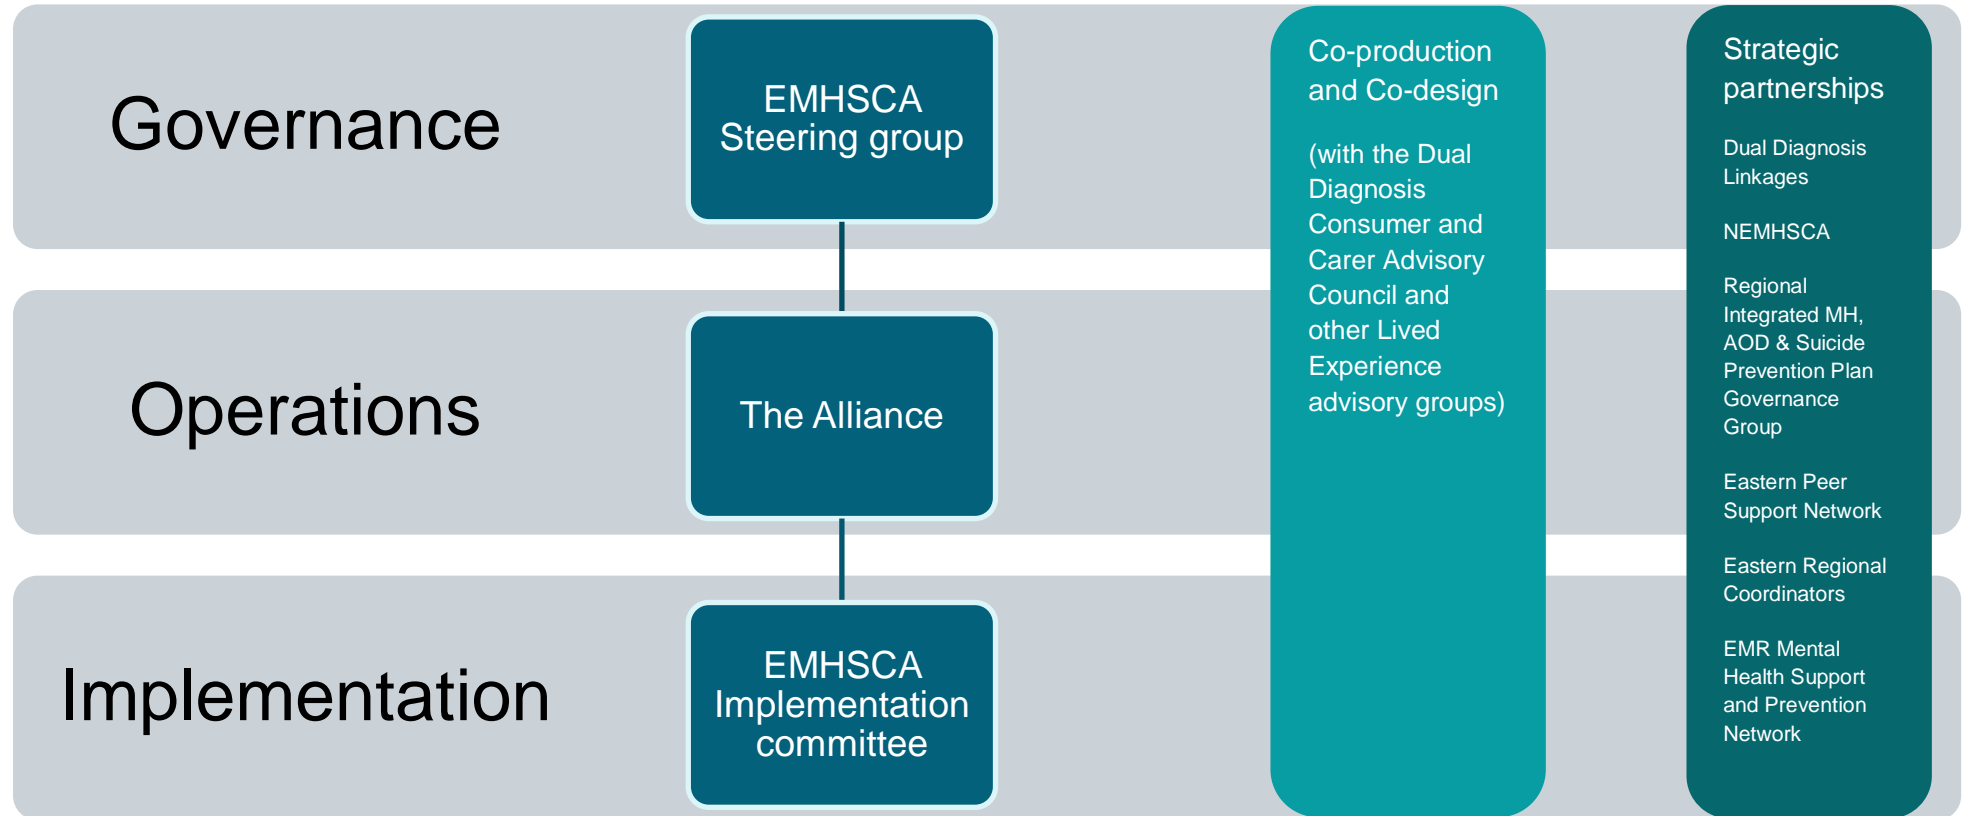 Governance
EMHSCA
Steering group
Operations
The Alliance
Implementation
EMHSCA
Implementation
committee
Co-production
and Co-design
(with the Dual
Diagnosis
Consumer and
Carer Advisory
Council and
other Lived
Experience
advisory groups)
Strategic
partnerships
Dual Diagnosis
Linkages
NEMHSCA
Regional
Integrated MH,
AOD & Suicide
Prevention Plan
Governance
Group
Eastern Peer
Support Network
Eastern Regional
Coordinators
EMR Mental
Health Support
and Prevention
Network